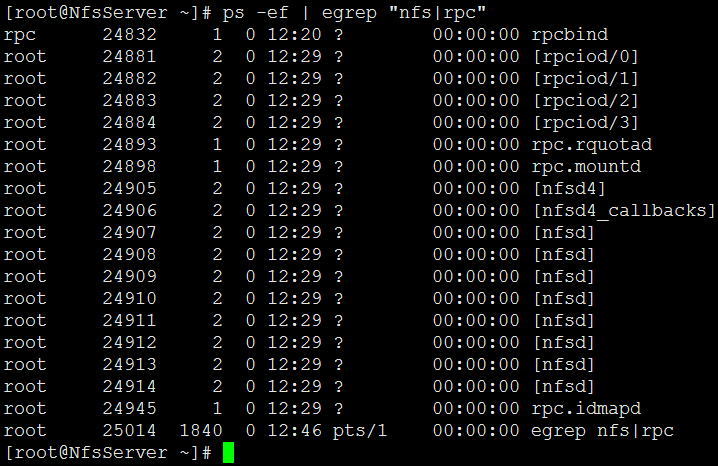 [root@NfsServer ~]# ps -ef | egrep "nfs|rpc"
rpc      24832     1  0 12:20 ?        00:00:00 rpcbind
root     24881     2  0 12:29 ?        00:00:00 [rpciod/0]
root     24882     2  0 12:29 ?        00:00:00 [rpciod/1]
root     24883     2  0 12:29 ?        00:00:00 [rpciod/2]
root     24884     2  0 12:29 ?        00:00:00 [rpciod/3]
root     24893     1  0 12:29 ?        00:00:00 rpc.rquotad
root     24898     1  0 12:29 ?        00:00:00 rpc.mountd
root     24905     2  0 12:29 ?        00:00:00 [nfsd4]
root     24906     2  0 12:29 ?        00:00:00 [nfsd4_callbacks]
root     24907     2  0 12:29 ?        00:00:00 [nfsd]
root     24908     2  0 12:29 ?        00:00:00 [nfsd]
root     24909     2  0 12:29 ?        00:00:00 [nfsd]
root     24910     2  0 12:29 ?        00:00:00 [nfsd]
root     24911     2  0 12:29 ?        00:00:00 [nfsd]
root     24912     2  0 12:29 ?        00:00:00 [nfsd]
root     24913     2  0 12:29 ?        00:00:00 [nfsd]
root     24914     2  0 12:29 ?        00:00:00 [nfsd]
root     24945     1  0 12:29 ?        00:00:00 rpc.idmapd
root     25014  1840  0 12:46 pts/1    00:00:00 egrep nfs|rpc
[root@NfsServer ~]#